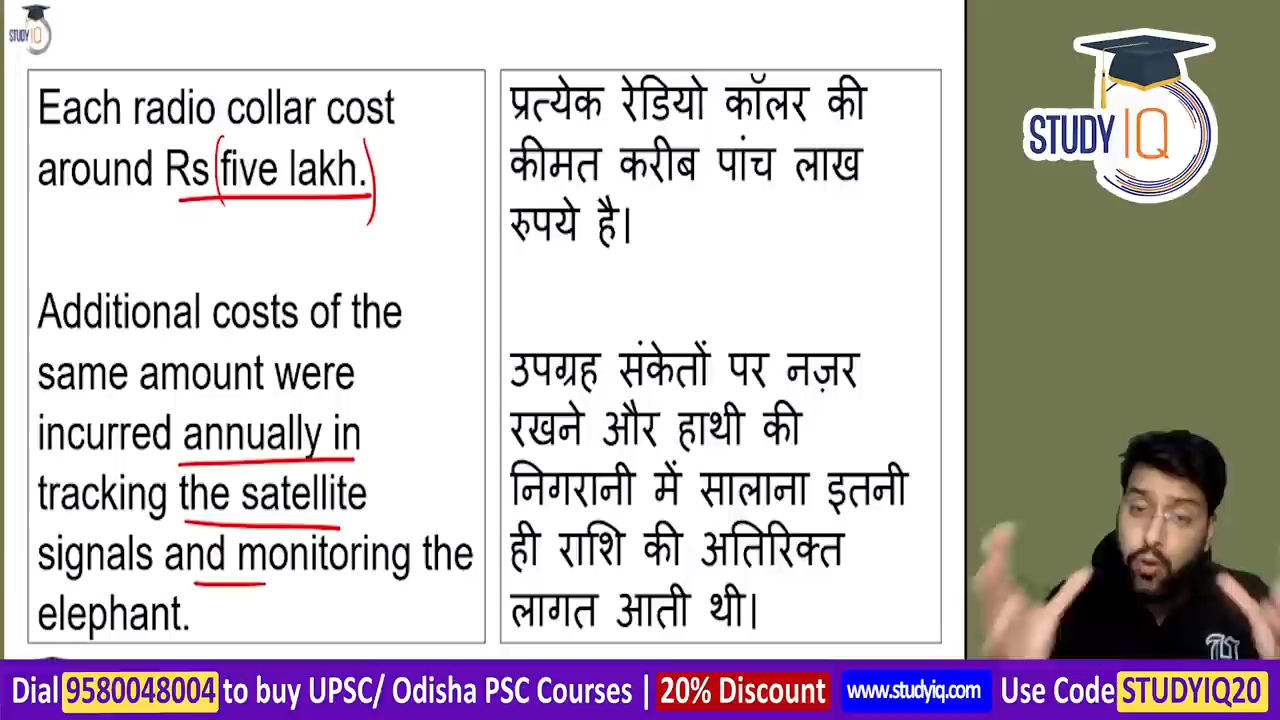 STUDY IQ
Each radio collar cost
around Rs five lakh.
Additional costs of the
same amount were
incurred annually in
tracking the satellite
signals and monitoring the
elephant.
प्रत्येक रेडियो कॉलर की
कीमत करीब पांच लाख
रुपये है।
उपग्रह संकेतों पर नज़र
रखने और हाथी की
निगरानी में सालाना इतनी
ही राशि की अतिरिक्त
लागत आती थी।
STUDY IQ
Dial 9580048004 to buy UPSC/ Odisha PSC Courses | 20% Discount www.studyiq.com Use Code STUDYIQ20